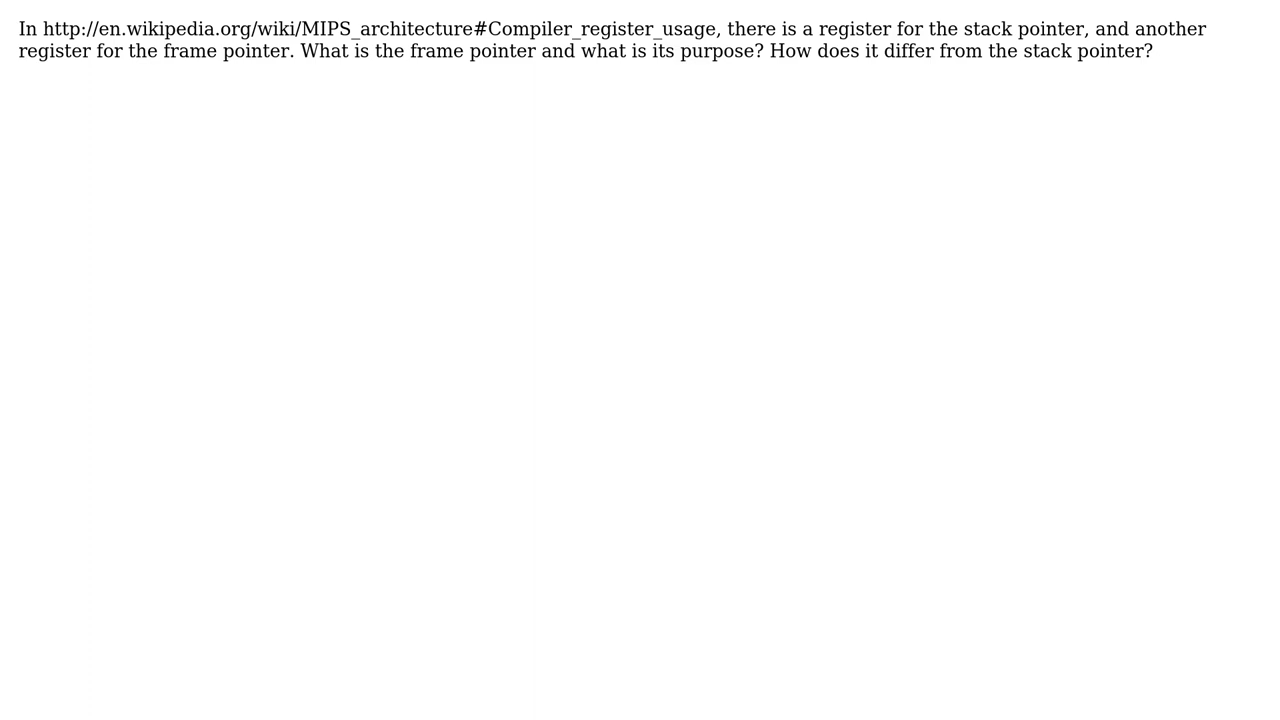 In http://en.wikipedia.org/wiki/MIPS_architecture#Compiler_register_usage, there is a register for the stack pointer, and another
register for the frame pointer. What is the frame pointer and what is its purpose? How does it differ from the stack pointer?